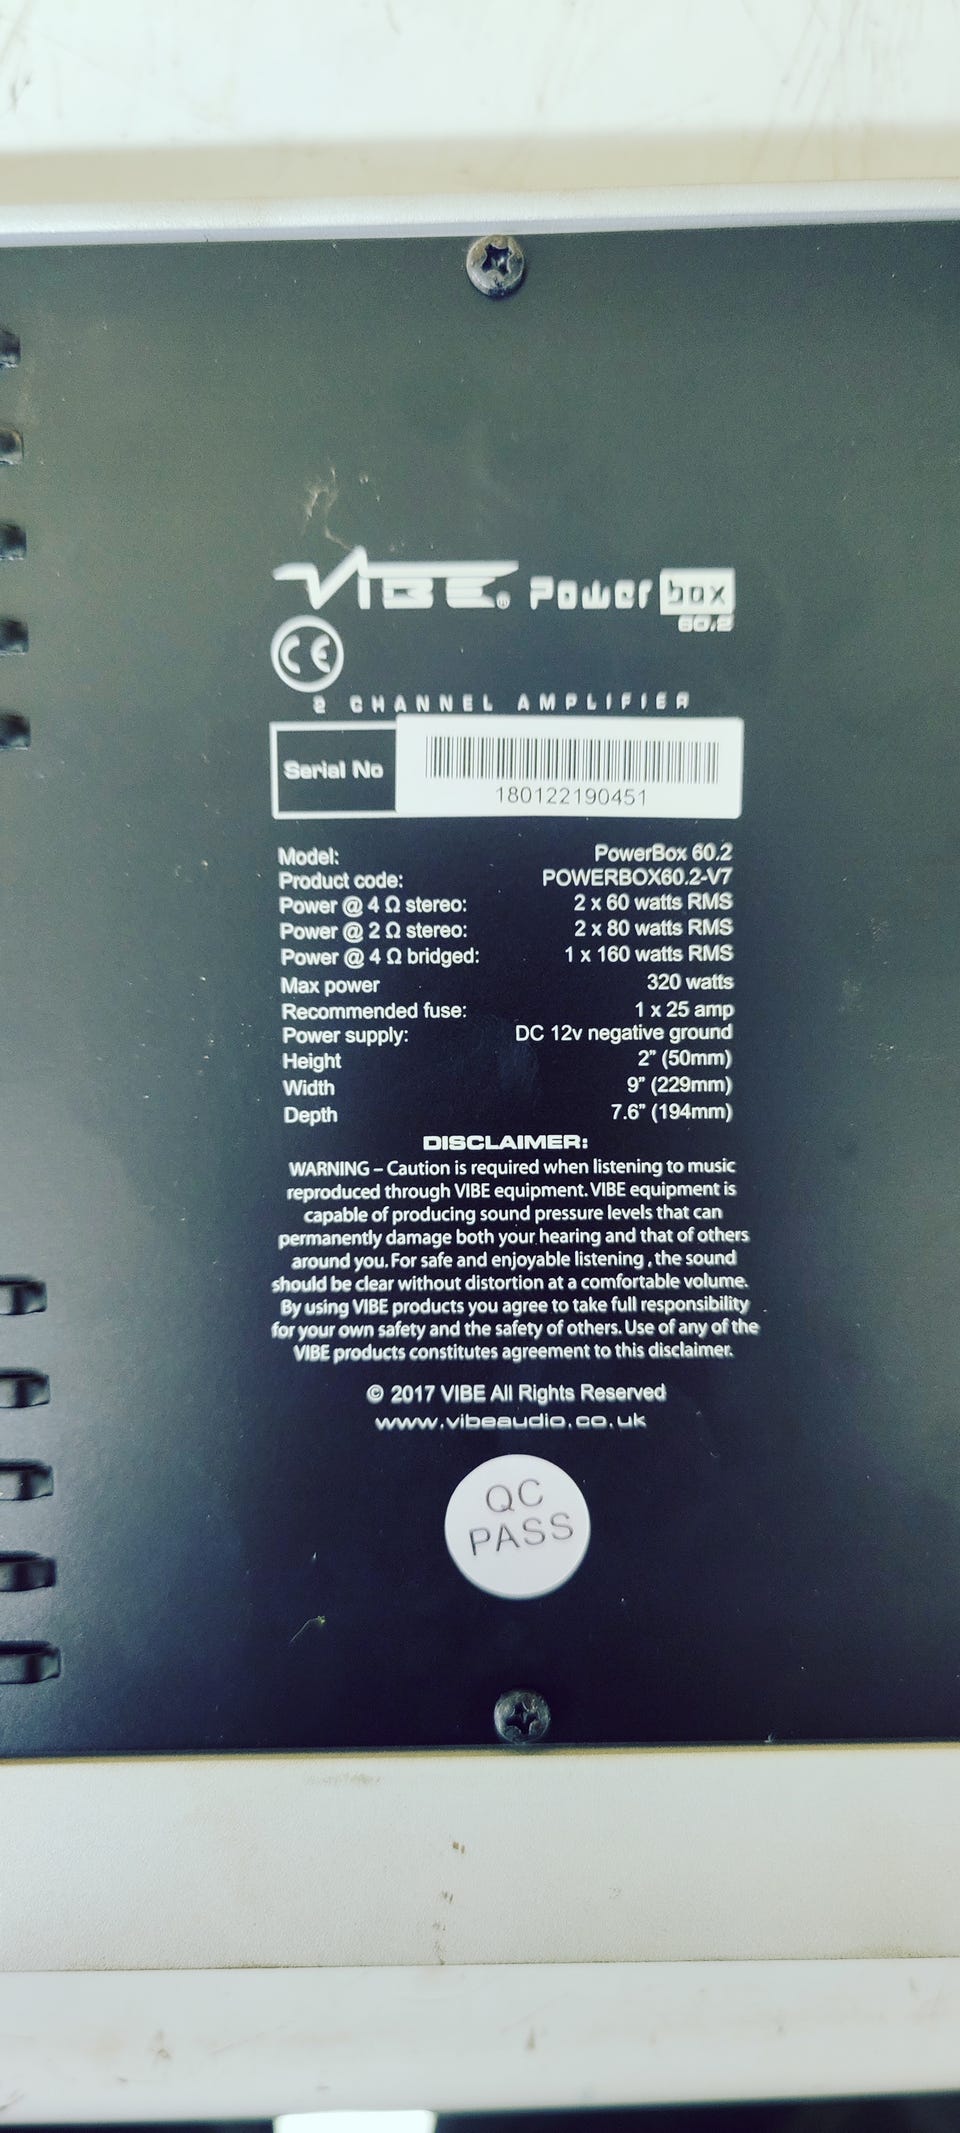 VIBE® Power box
60.2
CE
2 CHANNEL AMPLIFIER
Serial No
180122190451
Model: PowerBox 60.2
Product code: POWERBOX60.2-V7
Power @ 4 Ω stereo: 2 x 60 watts RMS
Power @ 2 Ω stereo: 2 x 80 watts RMS
Power @ 4 Ω bridged: 1 x 160 watts RMS
Max power 320 watts
Recommended fuse: 1 x 25 amp
Power supply: DC 12v negative ground
Height 2” (50mm)
Width 9” (229mm)
Depth 7.6” (194mm)
DISCLAIMER:
WARNING – Caution is required when listening to music
reproduced through VIBE equipment. VIBE equipment is
capable of producing sound pressure levels that can
permanently damage both your hearing and that of others
around you. For safe and enjoyable listening , the sound
should be clear without distortion at a comfortable volume.
By using VIBE products you agree to take full responsibility
for your own safety and the safety of others. Use of any of the
VIBE products constitutes agreement to this disclaimer.
© 2017 VIBE All Rights Reserved
www.vibeaudio.co.uk
QC
PASS